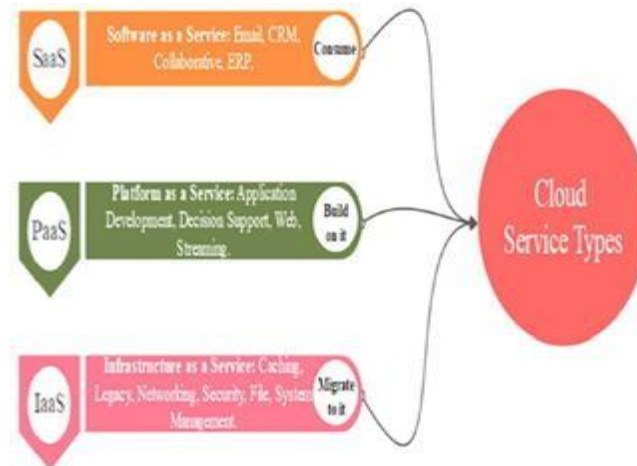 SaaS
Software as a Service: Email, CRM,
Collaborative, ERP.
Consume
PaaS
Platform as a Service: Application
Development, Decision Support, Web,
Streaming.
Build
on it
IaaS
Infrastructure as a Service: Caching,
Legacy, Networking, Security, File, System
Management.
Migrate
to it
Cloud
Service Types